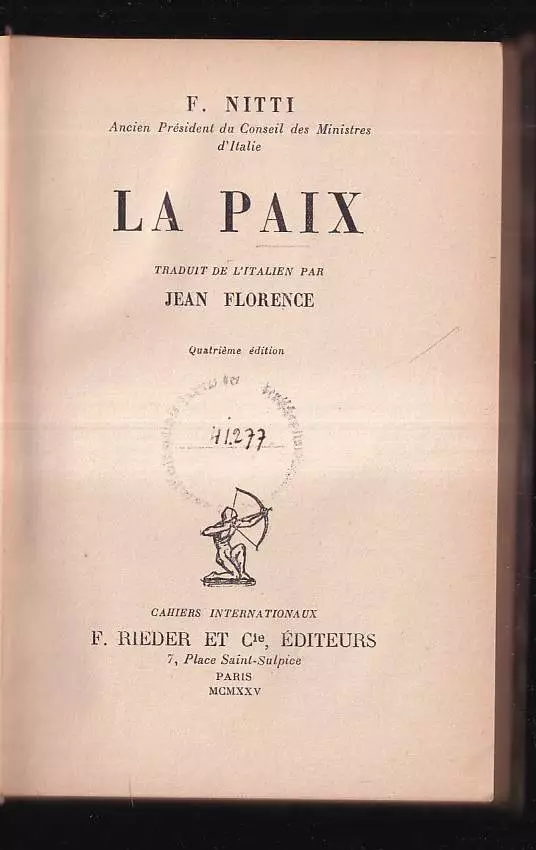 F. NITTI
Ancien Président du Conseil des Ministres
d'Italie
LA PAIX
TRADUIT DE L'ITALIEN PAR
JEAN FLORENCE
Quatrième édition
41.277
CAHIERS INTERNATIONAUX
F. RIEDER ET Cie, ÉDITEURS
7, Place Saint-Sulpice
PARIS
MCMXXV